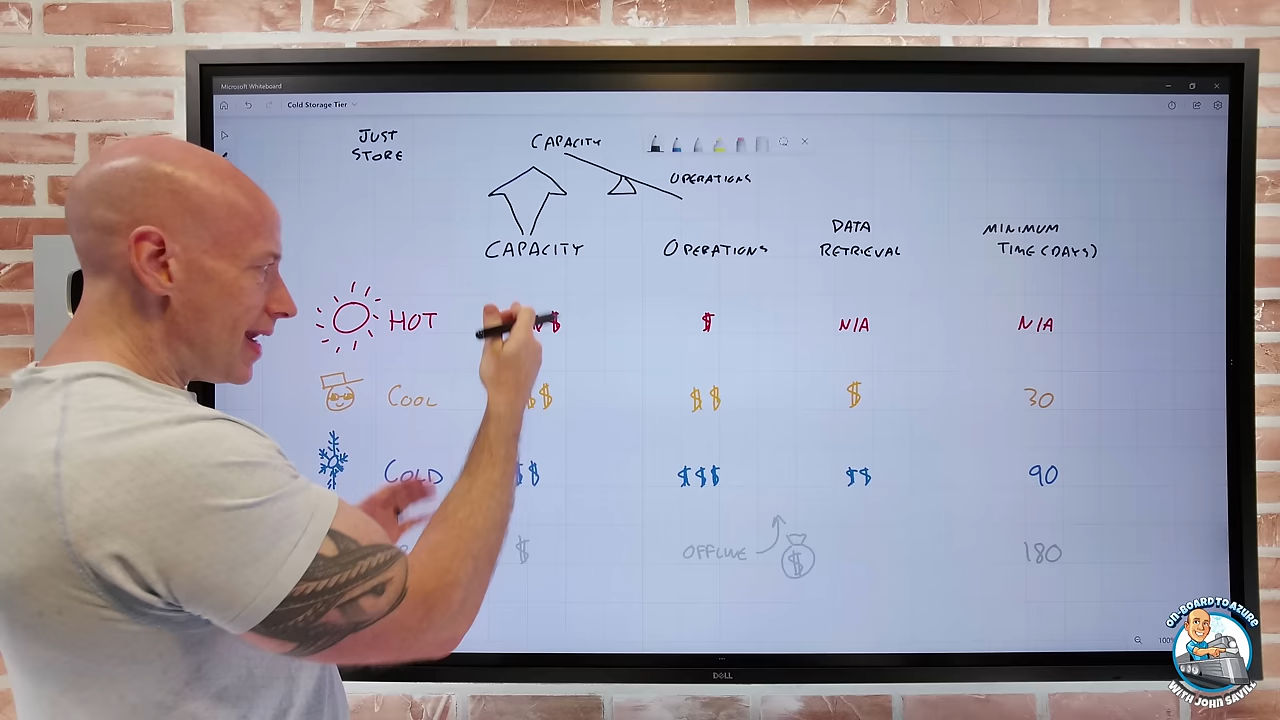 Microsoft Whiteboard
Cold Storage Tier
JUST
STORE
CAPACITY
OPERATIONS
CAPACITY
OPERATIONS
DATA
RETRIEVAL
MINIMUM
TIME(DAYS)
HOT
$
$
N/A
N/A
COOL
$
$$
$
30
COLD
$$
$$$
$$
90
$
OFFLINE
$
180
100%
DELL
ON-BOARD TO AZURE
WITH JOHN SAVILL